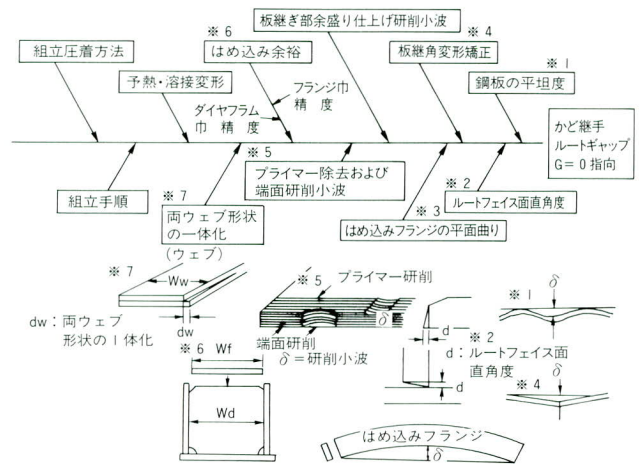 ※ 6
はめ込み余裕
板継ぎ部余盛り仕上げ研削小波
※ 4
板継角変形矯正
※ 1
鋼板の平坦度
組立圧着方法
予熱・溶接変形
フランジ巾
精 度
ダイヤフラム
巾 精 度
かど継手
ルートギャップ
G＝0指向
組立手順
※ 7
両ウェブ形状
の一体化
(ウェブ)
※ 5
プライマー除去および
端面研削小波
※ 3
はめ込みフランジの平面曲り
※ 2
ルートフェイス面直角度
※ 7
Ww
dw
dw：両ウェブ
形状の1体化
※ 5
プライマー研削
δ
端面研削
δ＝研削小波
d
※ 2
d：ルートフェイス面
直角度
d
※ 1
δ
※ 4
δ
※ 6
Wf
Wd
はめ込みフランジ
δ